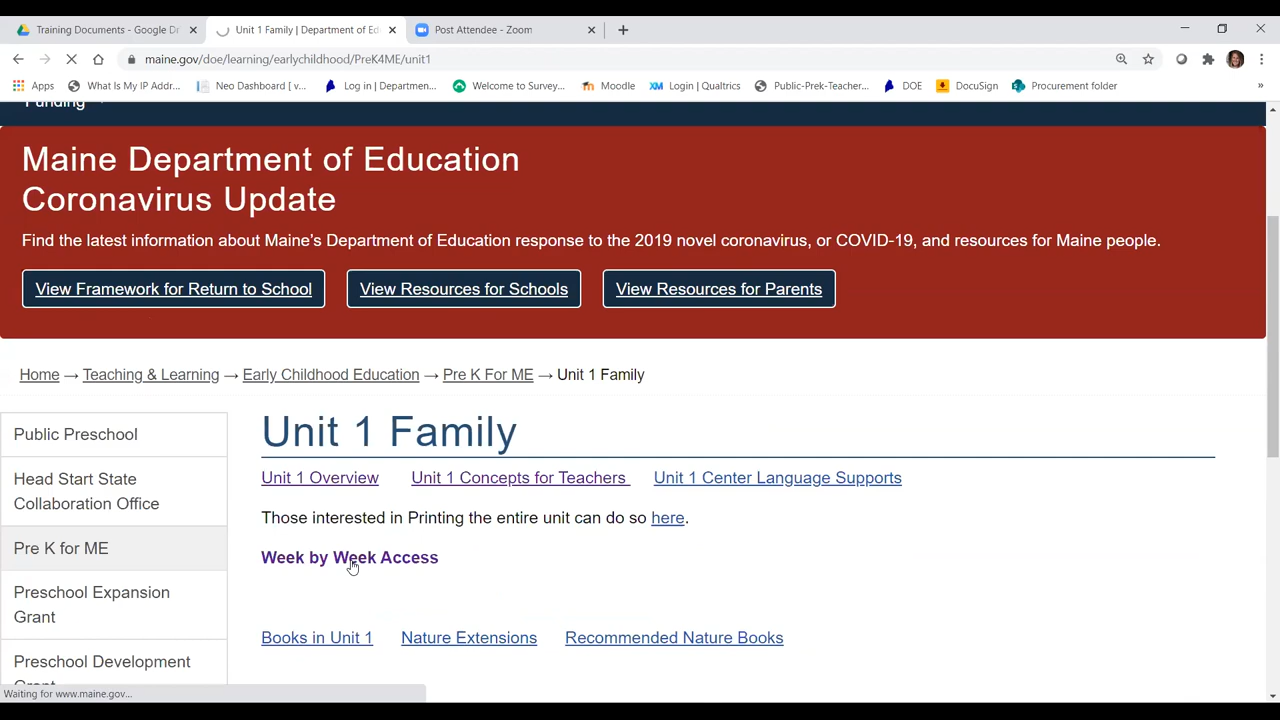 Training Documents - Google Dr
Unit 1 Family | Department of Ed
Post Attendee - Zoom
maine.gov/doe/learning/earlychildhood/PreK4ME/unit1
Apps
What Is My IP Addr...
Neo Dashboard [ v...
Log in | Departmen...
Welcome to Survey...
Moodle
Login | Qualtrics
Public-Prek-Teacher...
DOE
DocuSign
Procurement folder
»
Funding
Maine Department of Education
Coronavirus Update
Find the latest information about Maine's Department of Education response to the 2019 novel coronavirus, or COVID-19, and resources for Maine people.
View Framework for Return to School
View Resources for Schools
View Resources for Parents
Home → Teaching & Learning → Early Childhood Education → Pre K For ME → Unit 1 Family
Public Preschool
Head Start State
Collaboration Office
Pre K for ME
Preschool Expansion
Grant
Preschool Development
Grant
Unit 1 Family
Unit 1 Overview
Unit 1 Concepts for Teachers
Unit 1 Center Language Supports
Those interested in Printing the entire unit can do so here.
Week by Week Access
Books in Unit 1
Nature Extensions
Recommended Nature Books
Waiting for www.maine.gov...